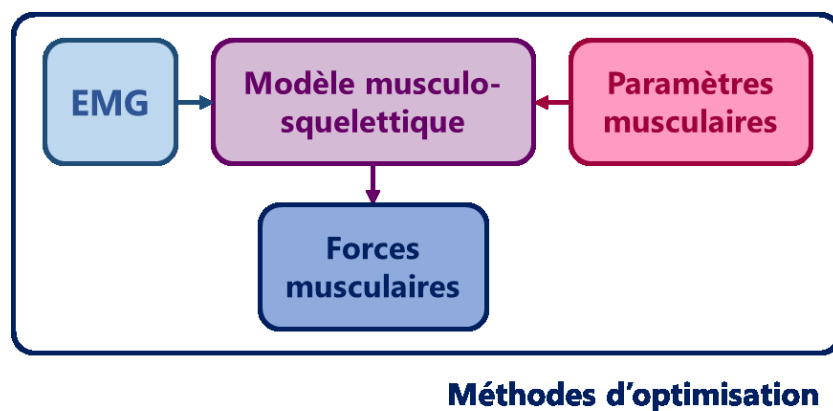 EMG
Modèle musculo-
squelettique
Paramètres
musculaires
Forces
musculaires
Méthodes d'optimisation